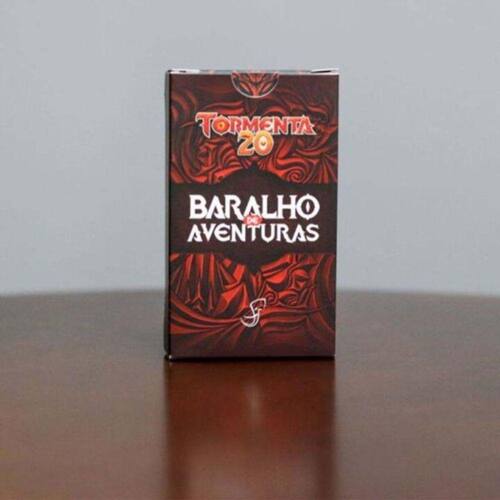 TORMENTA
20
BARALHO
DE
AVENTURAS